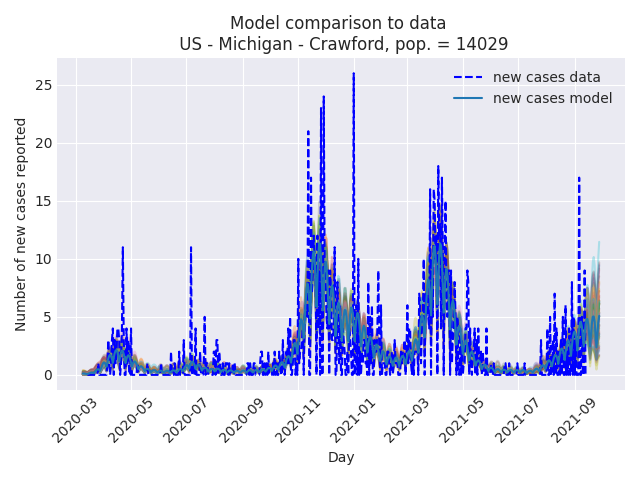 Model comparison to data
US - Michigan - Crawford, pop. = 14029
new cases data
new cases model
Number of new cases reported
25
20
15
10
5
0
2020-03
2020-05
2020-07
2020-09
2020-11
2021-01
2021-03
2021-05
2021-07
2021-09
Day